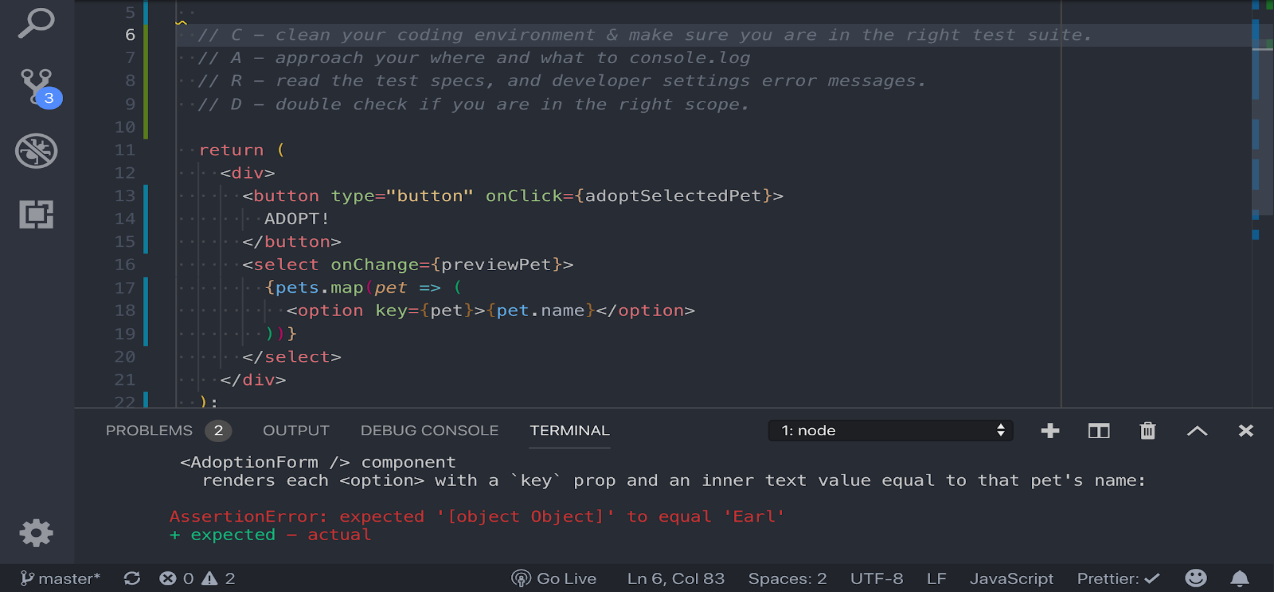 5
6 // C – clean your coding environment & make sure you are in the right test suite.
7 // A – approach your where and what to console.log
8 // R – read the test specs, and developer settings error messages.
9 // D – double check if you are in the right scope.
10
11 return (
12 <div>
13 <button type="button" onClick={adoptSelectedPet}>
14 ADOPT!
15 </button>
16 <select onChange={previewPet}>
17 {pets.map(pet => (
18 <option key={pet}>{pet.name}</option>
19 ))}
20 </select>
21 </div>
22 );
3
PROBLEMS 2 OUTPUT DEBUG CONSOLE TERMINAL 1: node
<AdoptionForm /> component
renders each <option> with a `key` prop and an inner text value equal to that pet's name:
AssertionError: expected '[object Object]' to equal 'Earl'
+ expected - actual
master* 0 2 Go Live Ln 6, Col 83 Spaces: 2 UTF-8 LF JavaScript Prettier: ✓